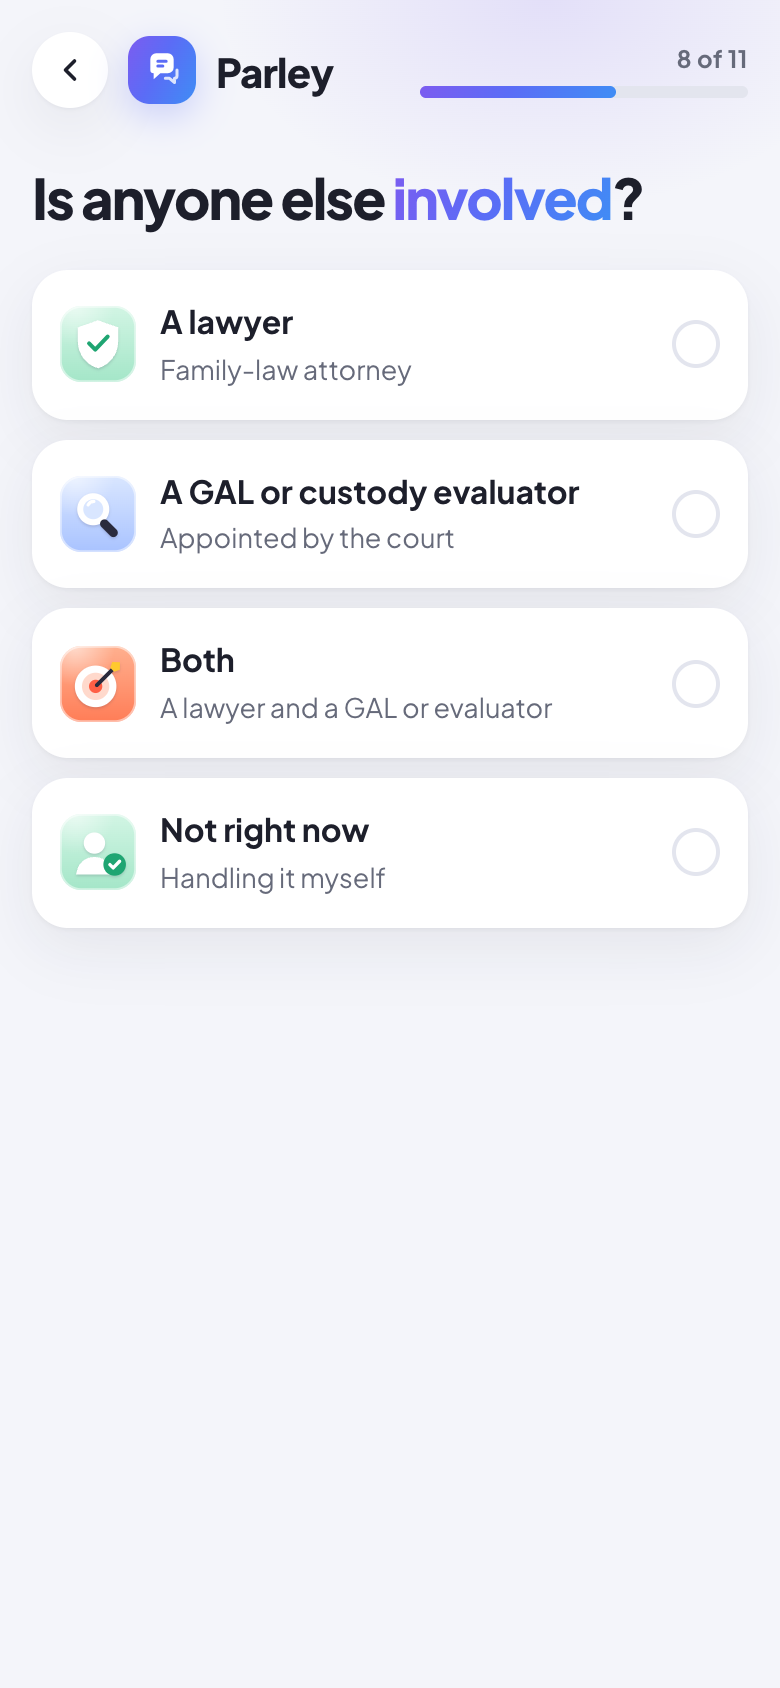 Parley
8 of 11
Is anyone else involved?
A lawyer
Family-law attorney
A GAL or custody evaluator
Appointed by the court
Both
A lawyer and a GAL or evaluator
Not right now
Handling it myself